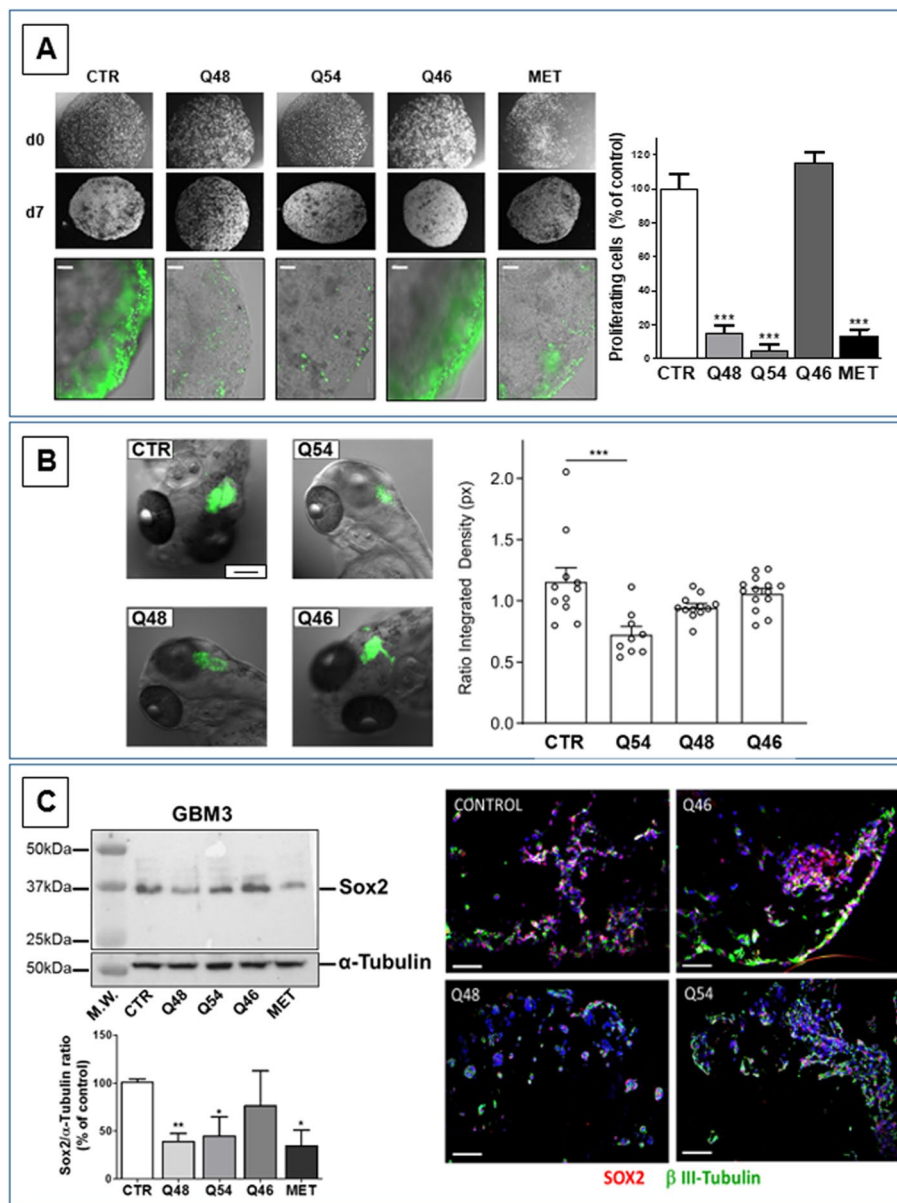 A
CTR Q48 Q54 Q46 MET
d0
d7
Proliferating cells (% of control)
120
100
80
60
40
20
0
*** *** ***
CTR Q48 Q54 Q46 MET
B
CTR
Q54
Q48
Q46
Ratio Integrated Density (px)
2.0
1.5
1.0
0.5
0.0
***
CTR Q54 Q48 Q46
C
GBM3
50kDa
37kDa
25kDa
50kDa
Sox2
α-Tubulin
M.W. CTR Q48 Q54 Q46 MET
Sox2/α-Tubulin ratio
(% of control)
100
50
0
** * *
CTR Q48 Q54 Q46 MET
CONTROL
Q46
Q48
Q54
SOX2 β III-Tubulin